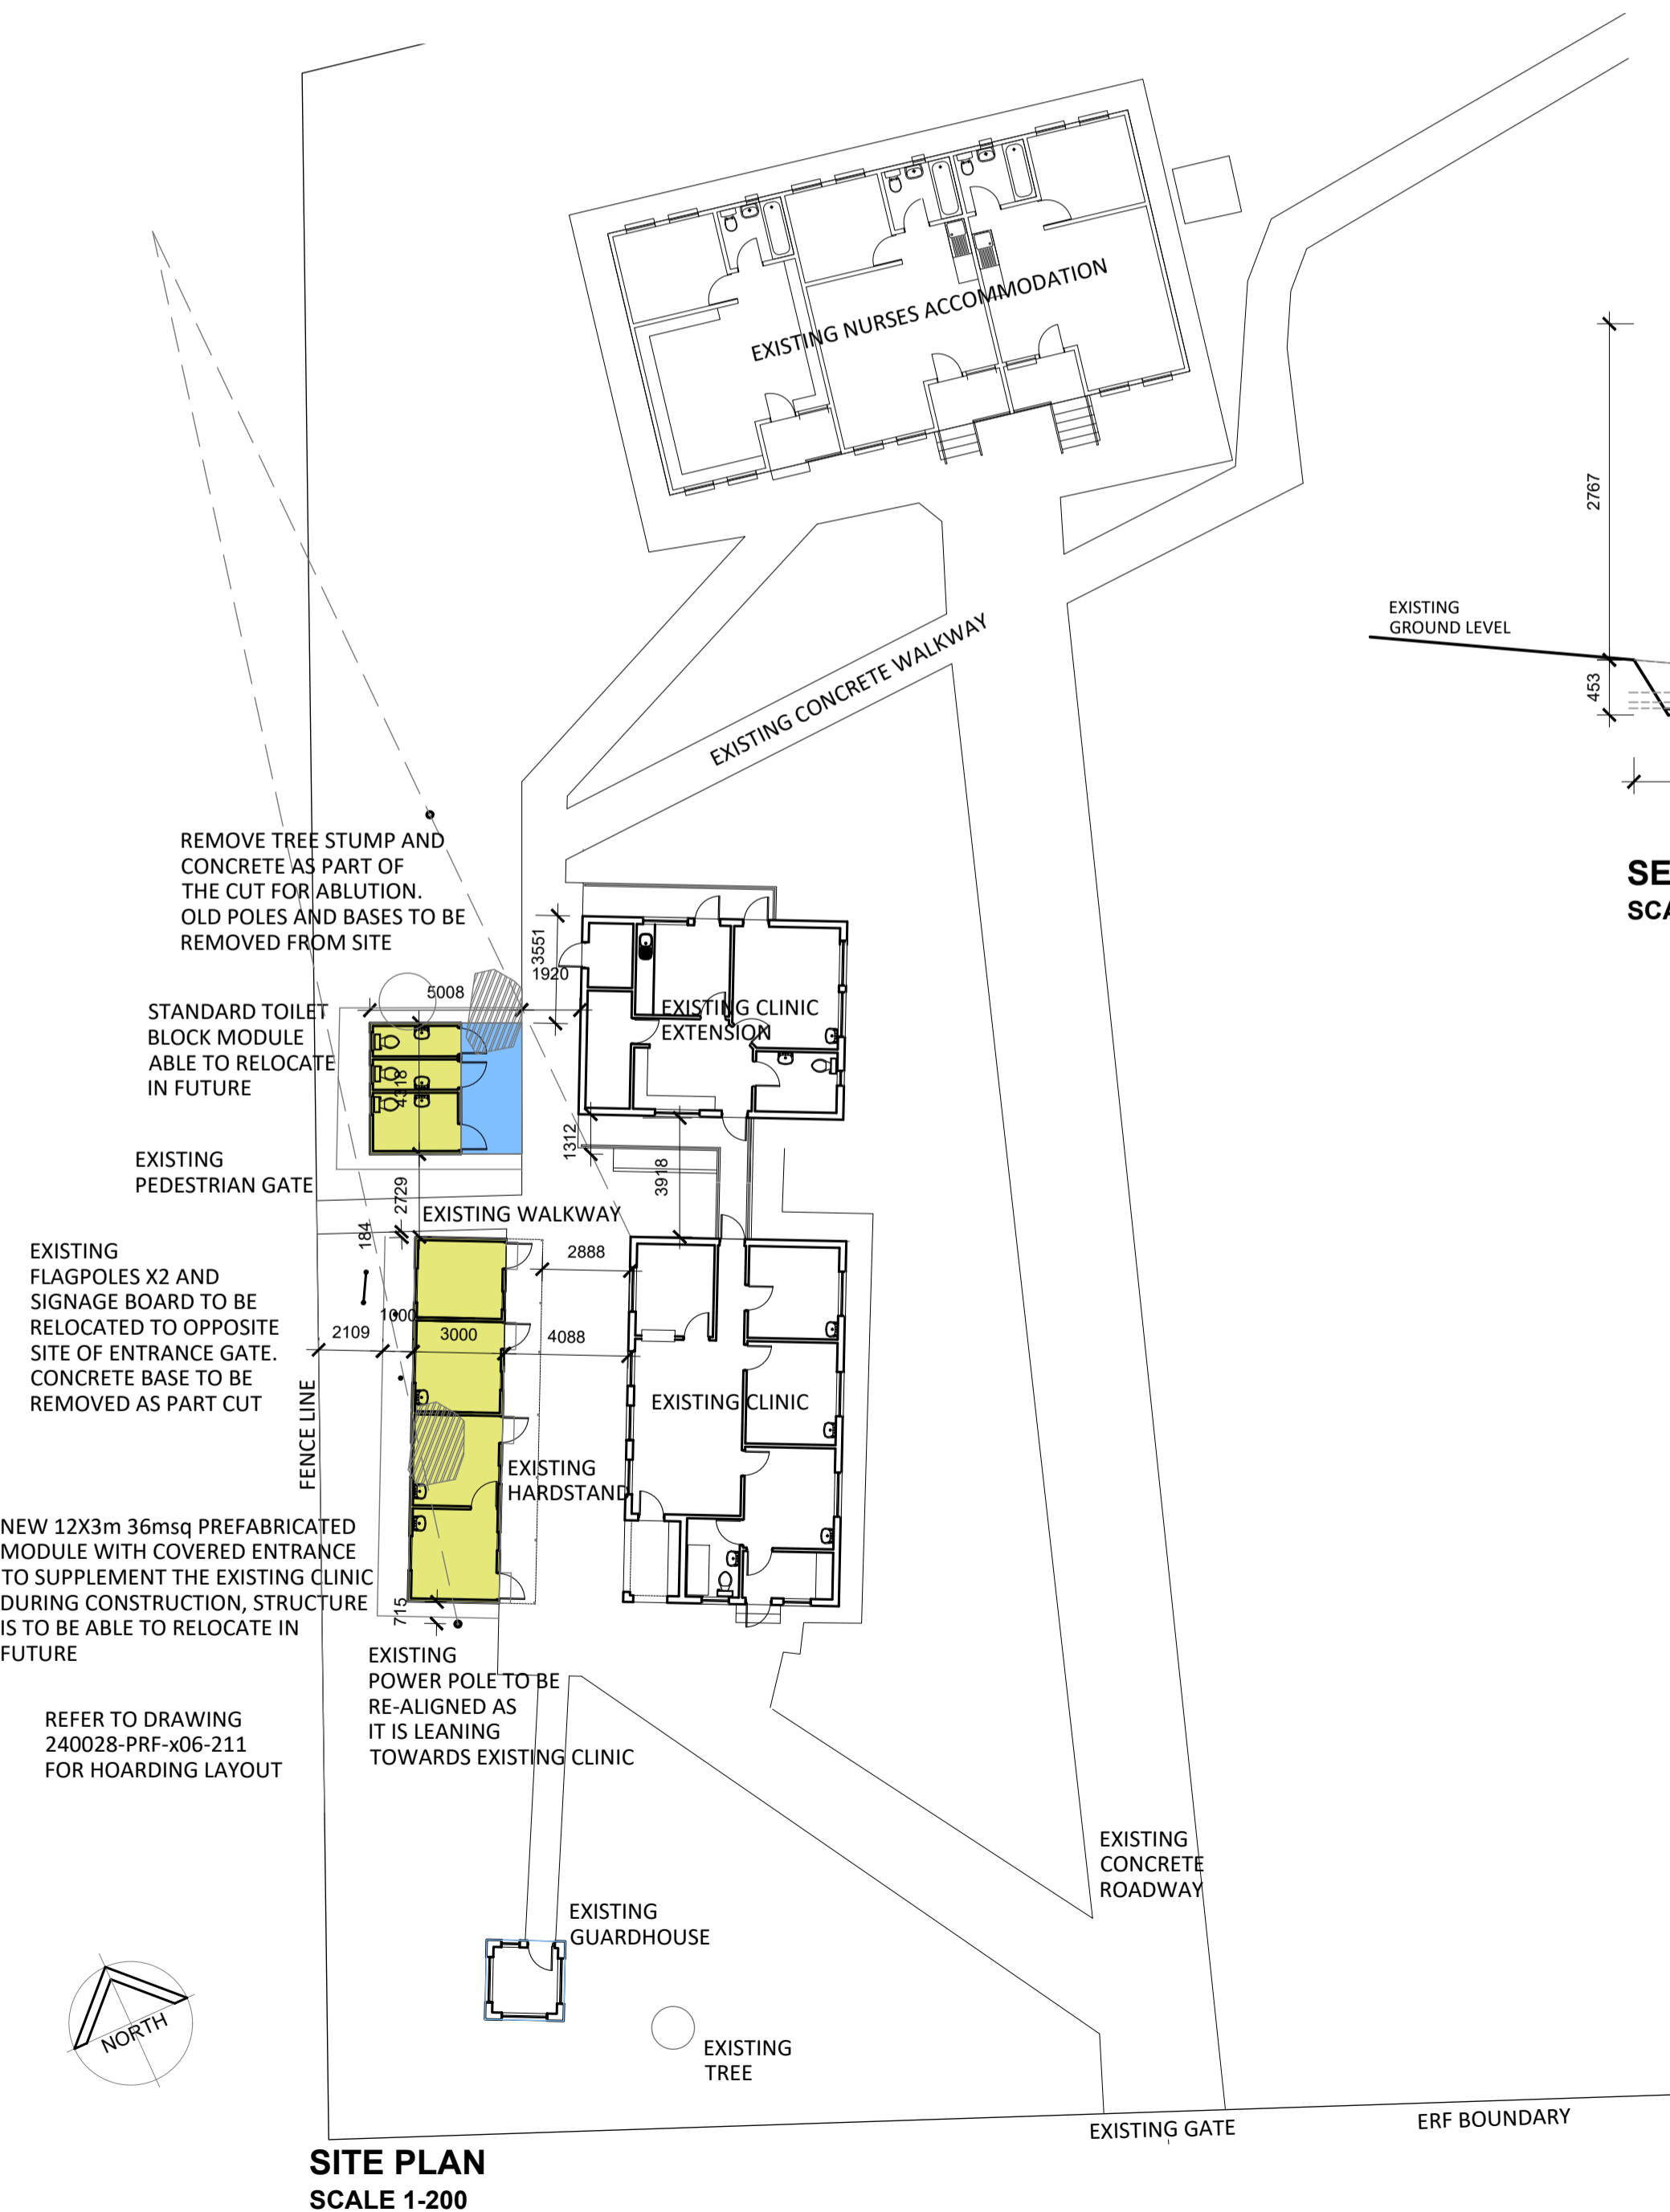 EXISTING NURSES ACCOMMODATION
2767
EXISTING
GROUND LEVEL
453
EXISTING CONCRETE WALKWAY
REMOVE TREE STUMP AND
CONCRETE AS PART OF
THE CUT FOR ABLUTION.
OLD POLES AND BASES TO BE
REMOVED FROM SITE
SE
SCA
3551
1920
5008
STANDARD TOILET
BLOCK MODULE
ABLE TO RELOCATE
IN FUTURE
EXISTING CLINIC
EXTENSION
4318
1312
3918
EXISTING
PEDESTRIAN GATE
2729
184
EXISTING WALKWAY
2888
EXISTING
FLAGPOLES X2 AND
SIGNAGE BOARD TO BE
RELOCATED TO OPPOSITE
SITE OF ENTRANCE GATE.
CONCRETE BASE TO BE
REMOVED AS PART CUT
1000
2109
3000
4088
FENCE LINE
EXISTING CLINIC
EXISTING
HARDSTAND
NEW 12X3m 36msq PREFABRICATED
MODULE WITH COVERED ENTRANCE
TO SUPPLEMENT THE EXISTING CLINIC
DURING CONSTRUCTION, STRUCTURE
IS TO BE ABLE TO RELOCATE IN
FUTURE
715
EXISTING
POWER POLE TO BE
RE-ALIGNED AS
IT IS LEANING
TOWARDS EXISTING CLINIC
REFER TO DRAWING
240028-PRF-x06-211
FOR HOARDING LAYOUT
EXISTING
CONCRETE
ROADWAY
EXISTING
GUARDHOUSE
NORTH
EXISTING
TREE
EXISTING GATE
ERF BOUNDARY
SITE PLAN
SCALE 1-200